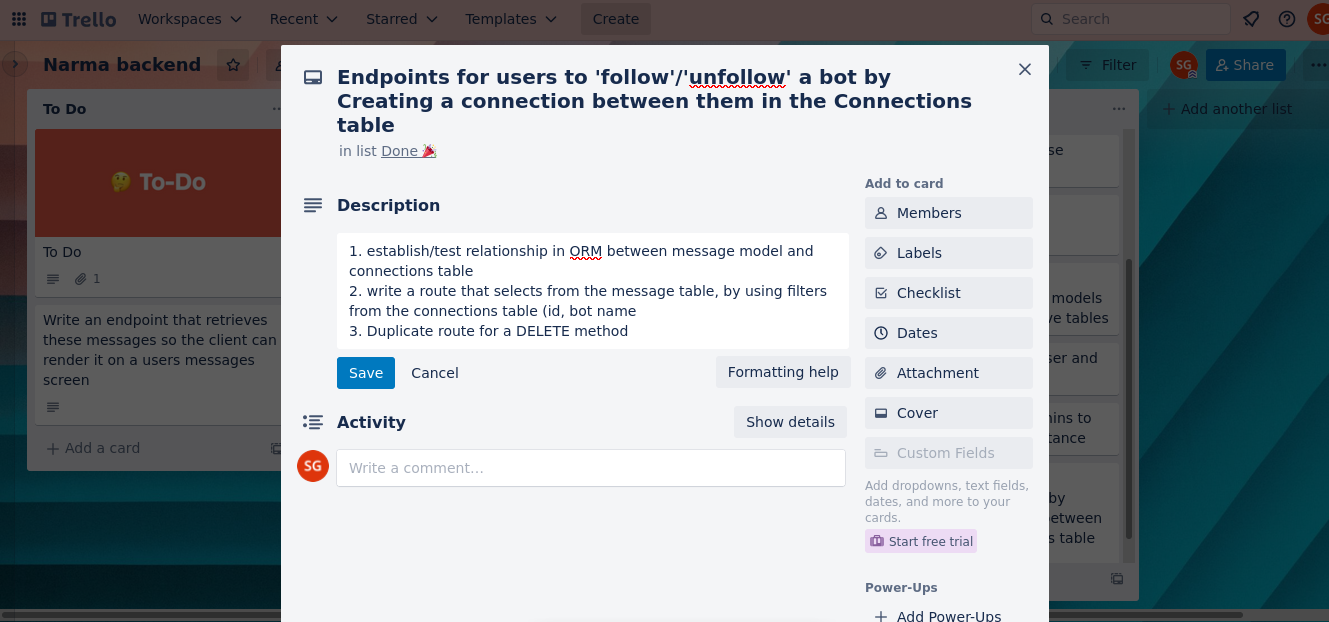 Trello
Workspaces
Recent
Starred
Templates
Create
Search
SG
Narma backend
Filter
SG
Share
To Do
🤔 To-Do
To Do
1
Write an endpoint that retrieves
these messages so the client can
render it on a users messages
screen
+ Add a card
Endpoints for users to 'follow'/'unfollow' a bot by
Creating a connection between them in the Connections
table
in list Done 🎉
Description
1. establish/test relationship in ORM between message model and
connections table
2. write a route that selects from the message table, by using filters
from the connections table (id, bot name
3. Duplicate route for a DELETE method
Save
Cancel
Formatting help
Activity
Show details
SG
Write a comment…
Add to card
Members
Labels
Checklist
Dates
Attachment
Cover
Custom Fields
Add dropdowns, text fields,
dates, and more to your
cards.
Start free trial
Power-Ups
+ Add Power-Ups
+ Add another list
models
tables
and
to
by
table